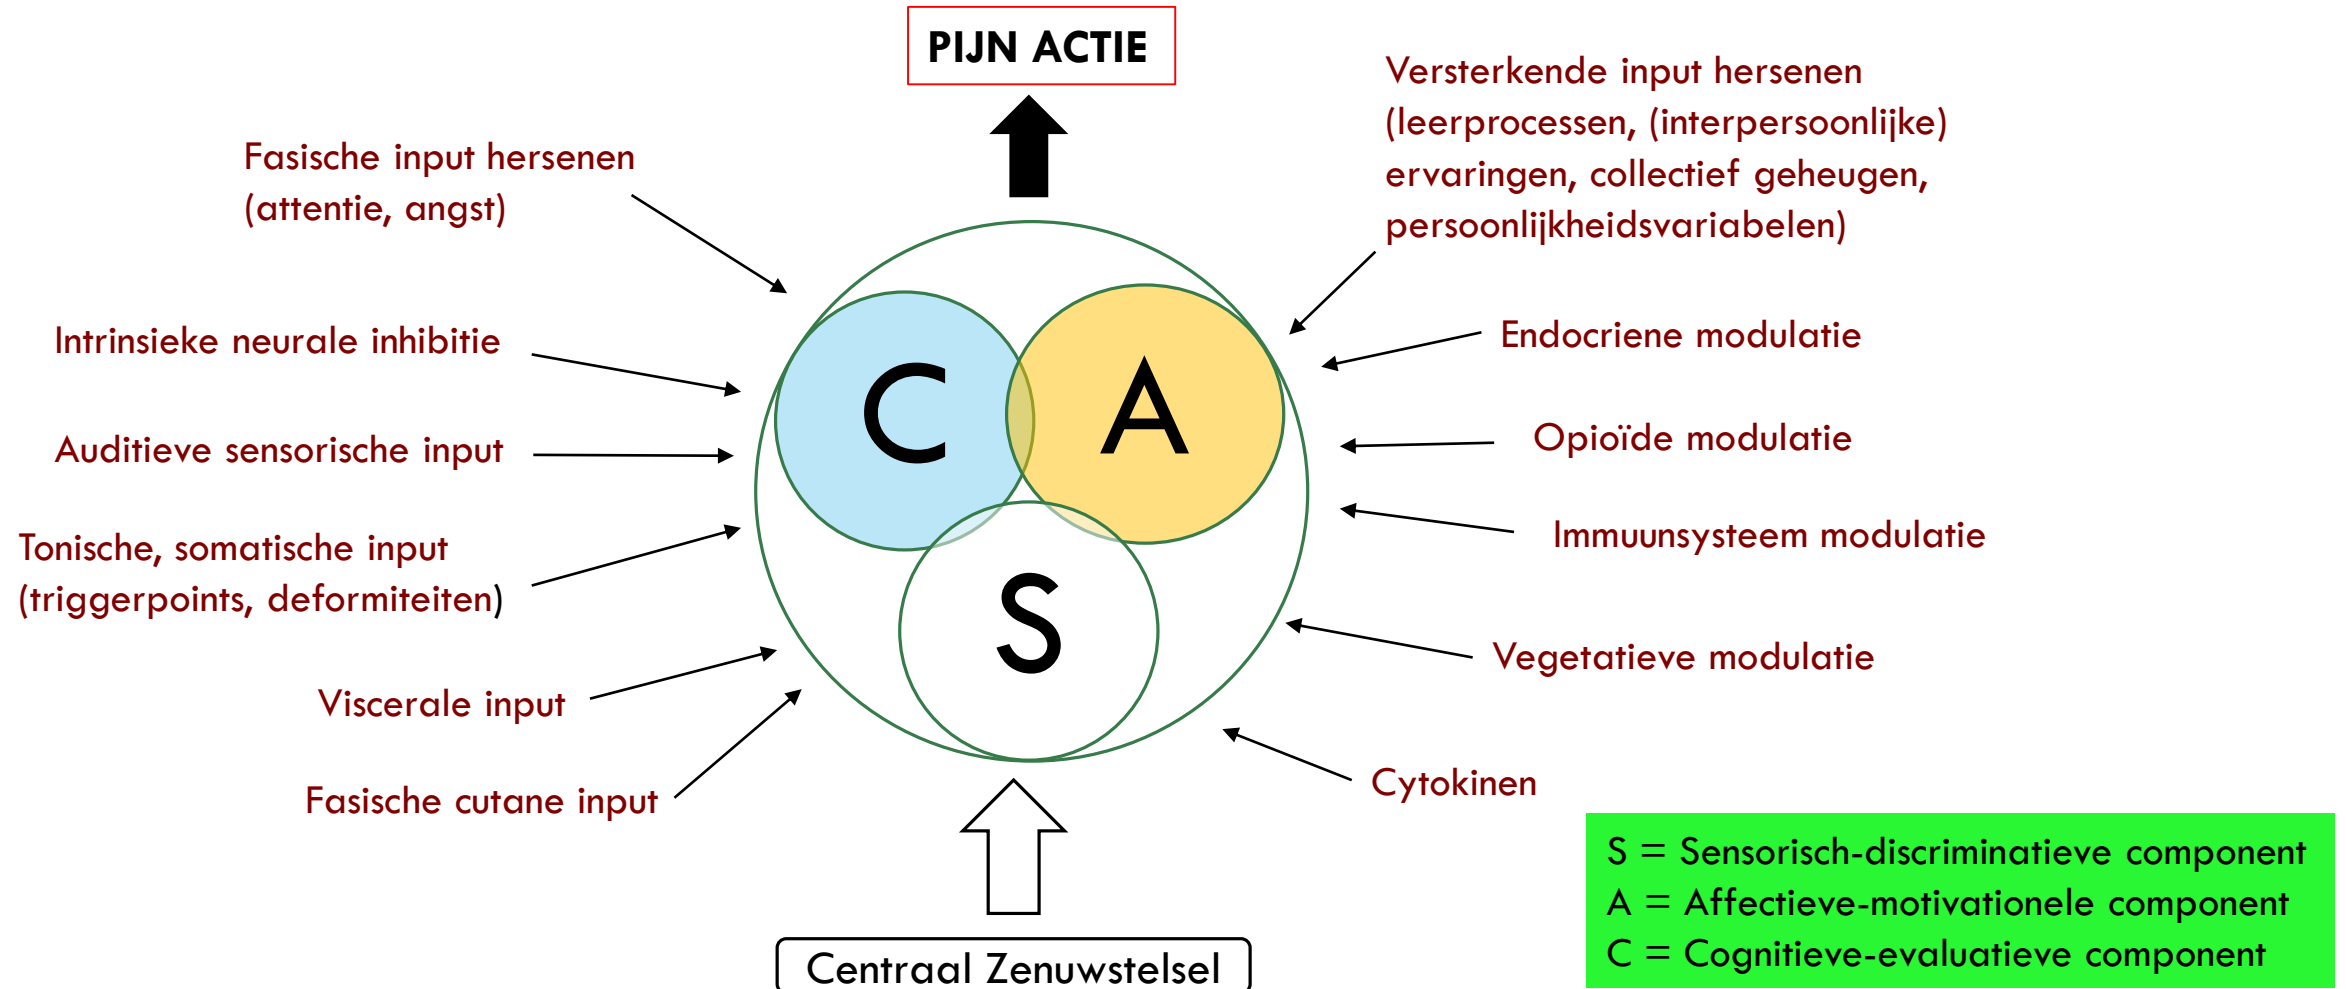 PIJN ACTIE
Versterkende input hersenen
(leerprocessen, (interpersoonlijke)
ervaringen, collectief geheugen,
persoonlijkheidsvariabelen)
Fasische input hersenen
(attentie, angst)
Intrinsieke neurale inhibitie
Auditieve sensorische input
Tonische, somatische input
(triggerpoints, deformiteiten)
Viscerale input
Fasische cutane input
C
A
S
Endocriene modulatie
Opioïde modulatie
Immuunsysteem modulatie
Vegetatieve modulatie
Cytokinen
Centraal Zenuwstelsel
S = Sensorisch-discriminatieve component
A = Affectieve-motivationele component
C = Cognitieve-evaluatieve component